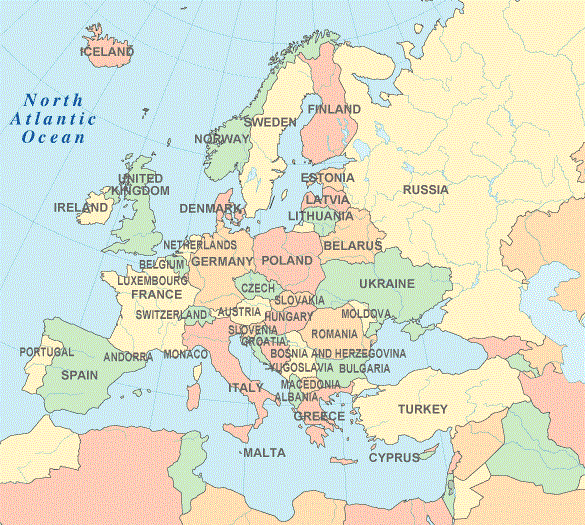 ICELAND
North
Atlantic
Ocean
FINLAND
SWEDEN
NORWAY
UNITED
KINGDOM
ESTONIA
RUSSIA
LATVIA
IRELAND
DENMARK
LITHUANIA
NETHERLANDS
BELARUS
BELGIUM
GERMANY
POLAND
LUXEMBOURG
UKRAINE
CZECH
FRANCE
SLOVAKIA
SWITZERLAND
AUSTRIA
HUNGARY
MOLDOVA
SLOVENIA
ROMANIA
CROATIA
PORTUGAL
ANDORRA
MONACO
BOSNIA AND HERZEGOVINA
YUGOSLAVIA
BULGARIA
SPAIN
ITALY
MACEDONIA
ALBANIA
TURKEY
GREECE
MALTA
CYPRUS